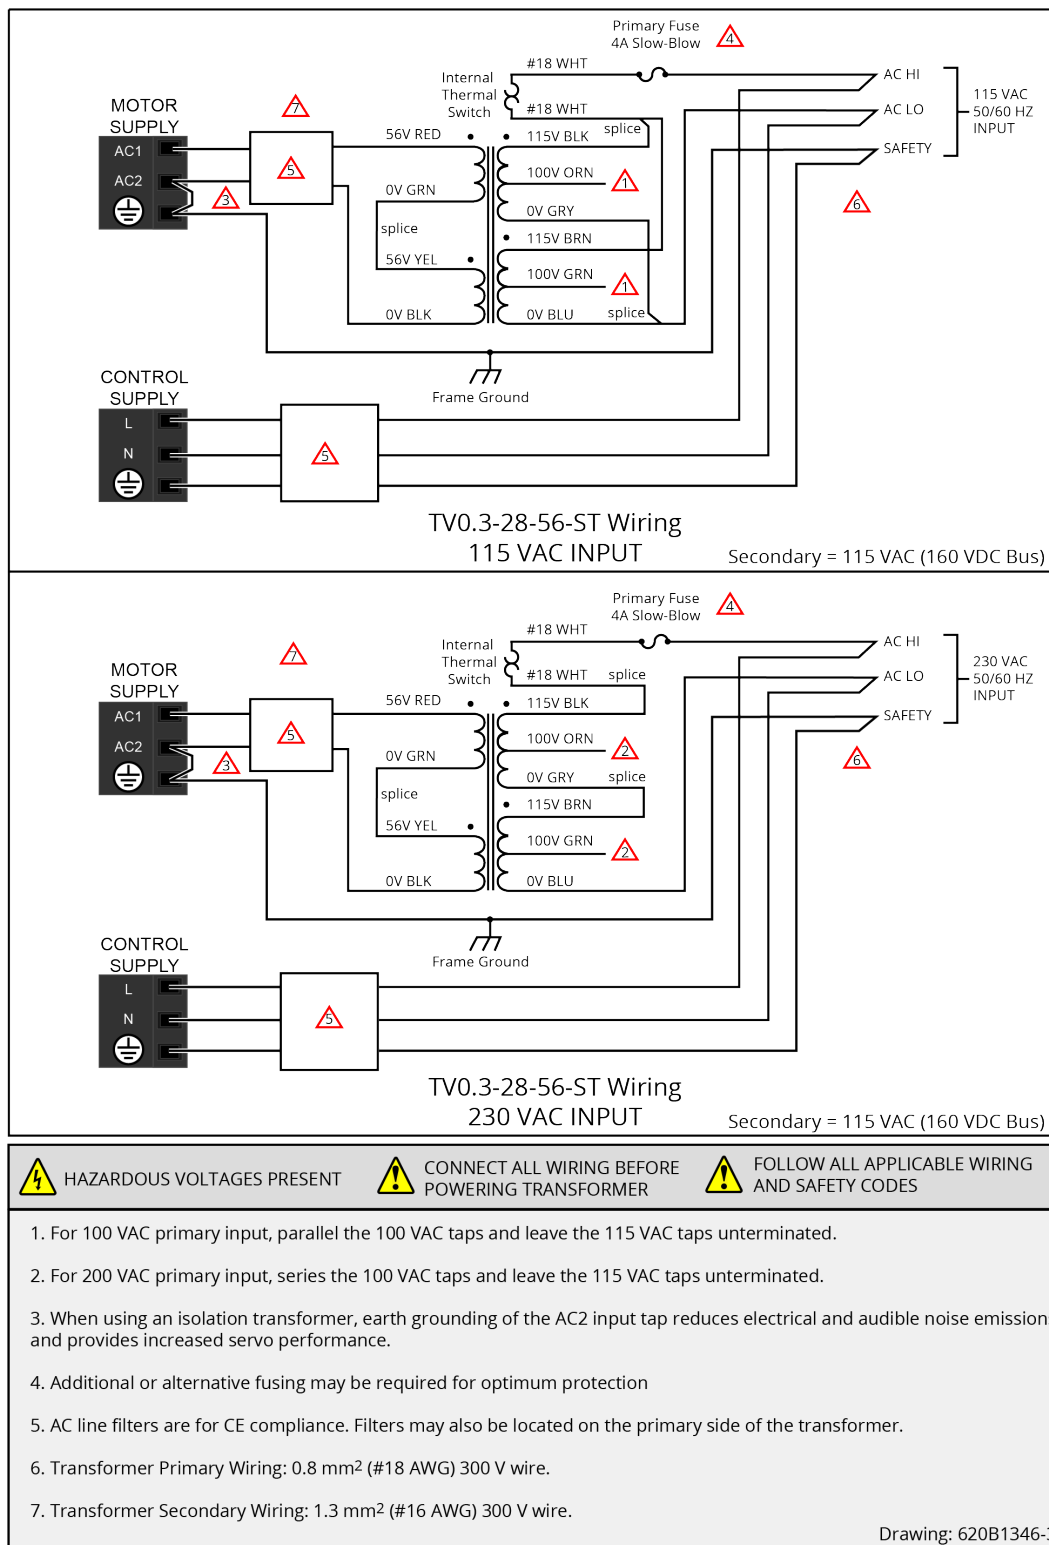 Primary Fuse
4A Slow-Blow
4
#18 WHT
AC HI
Internal
Thermal
Switch
115 VAC
50/60 HZ
INPUT
MOTOR
SUPPLY
7
#18 WHT
AC LO
splice
56V RED
115V BLK
AC1
SAFETY
5
100V ORN
1
AC2
0V GRN
3
6
0V GRY
splice
115V BRN
56V YEL
100V GRN
1
0V BLK
0V BLU
splice
CONTROL
SUPPLY
Frame Ground
L
N
5
TV0.3-28-56-ST Wiring
115 VAC INPUT
Secondary = 115 VAC (160 VDC Bus)
Primary Fuse
4A Slow-Blow
4
#18 WHT
AC HI
Internal
Thermal
Switch
230 VAC
50/60 HZ
INPUT
7
MOTOR
SUPPLY
#18 WHT
splice
AC LO
56V RED
115V BLK
AC1
SAFETY
5
100V ORN
2
AC2
0V GRN
3
6
0V GRY
splice
splice
115V BRN
56V YEL
100V GRN
2
0V BLK
0V BLU
CONTROL
SUPPLY
Frame Ground
L
N
5
TV0.3-28-56-ST Wiring
230 VAC INPUT
Secondary = 115 VAC (160 VDC Bus)
HAZARDOUS VOLTAGES PRESENT
CONNECT ALL WIRING BEFORE
POWERING TRANSFORMER
FOLLOW ALL APPLICABLE WIRING
AND SAFETY CODES
1. For 100 VAC primary input, parallel the 100 VAC taps and leave the 115 VAC taps unterminated.
2. For 200 VAC primary input, series the 100 VAC taps and leave the 115 VAC taps unterminated.
3. When using an isolation transformer, earth grounding of the AC2 input tap reduces electrical and audible noise emission
and provides increased servo performance.
4. Additional or alternative fusing may be required for optimum protection
5. AC line filters are for CE compliance. Filters may also be located on the primary side of the transformer.
6. Transformer Primary Wiring: 0.8 mm² (#18 AWG) 300 V wire.
7. Transformer Secondary Wiring: 1.3 mm² (#16 AWG) 300 V wire.
Drawing: 620B1346-